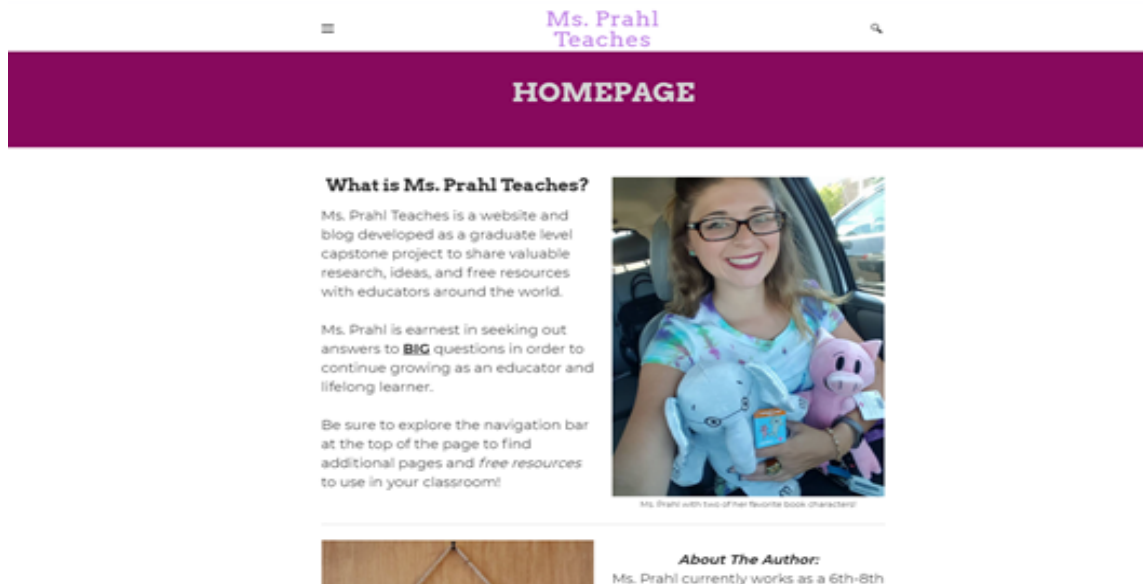 Ms. Prahl
Teaches
HOMEPAGE
What is Ms. Prahl Teaches?
Ms. Prahl Teaches is a website and
blog developed as a graduate level
capstone project to share valuable
research, ideas, and free resources
with educators around the world.
Ms. Prahl is earnest in seeking out
answers to BIG questions in order to
continue growing as an educator and
lifelong learner.
Be sure to explore the navigation bar
at the top of the page to find
additional pages and free resources
to use in your classroom!
Ms. Prahl with two of her favorite book characters!
About The Author:
Ms. Prahl currently works as a 6th-8th